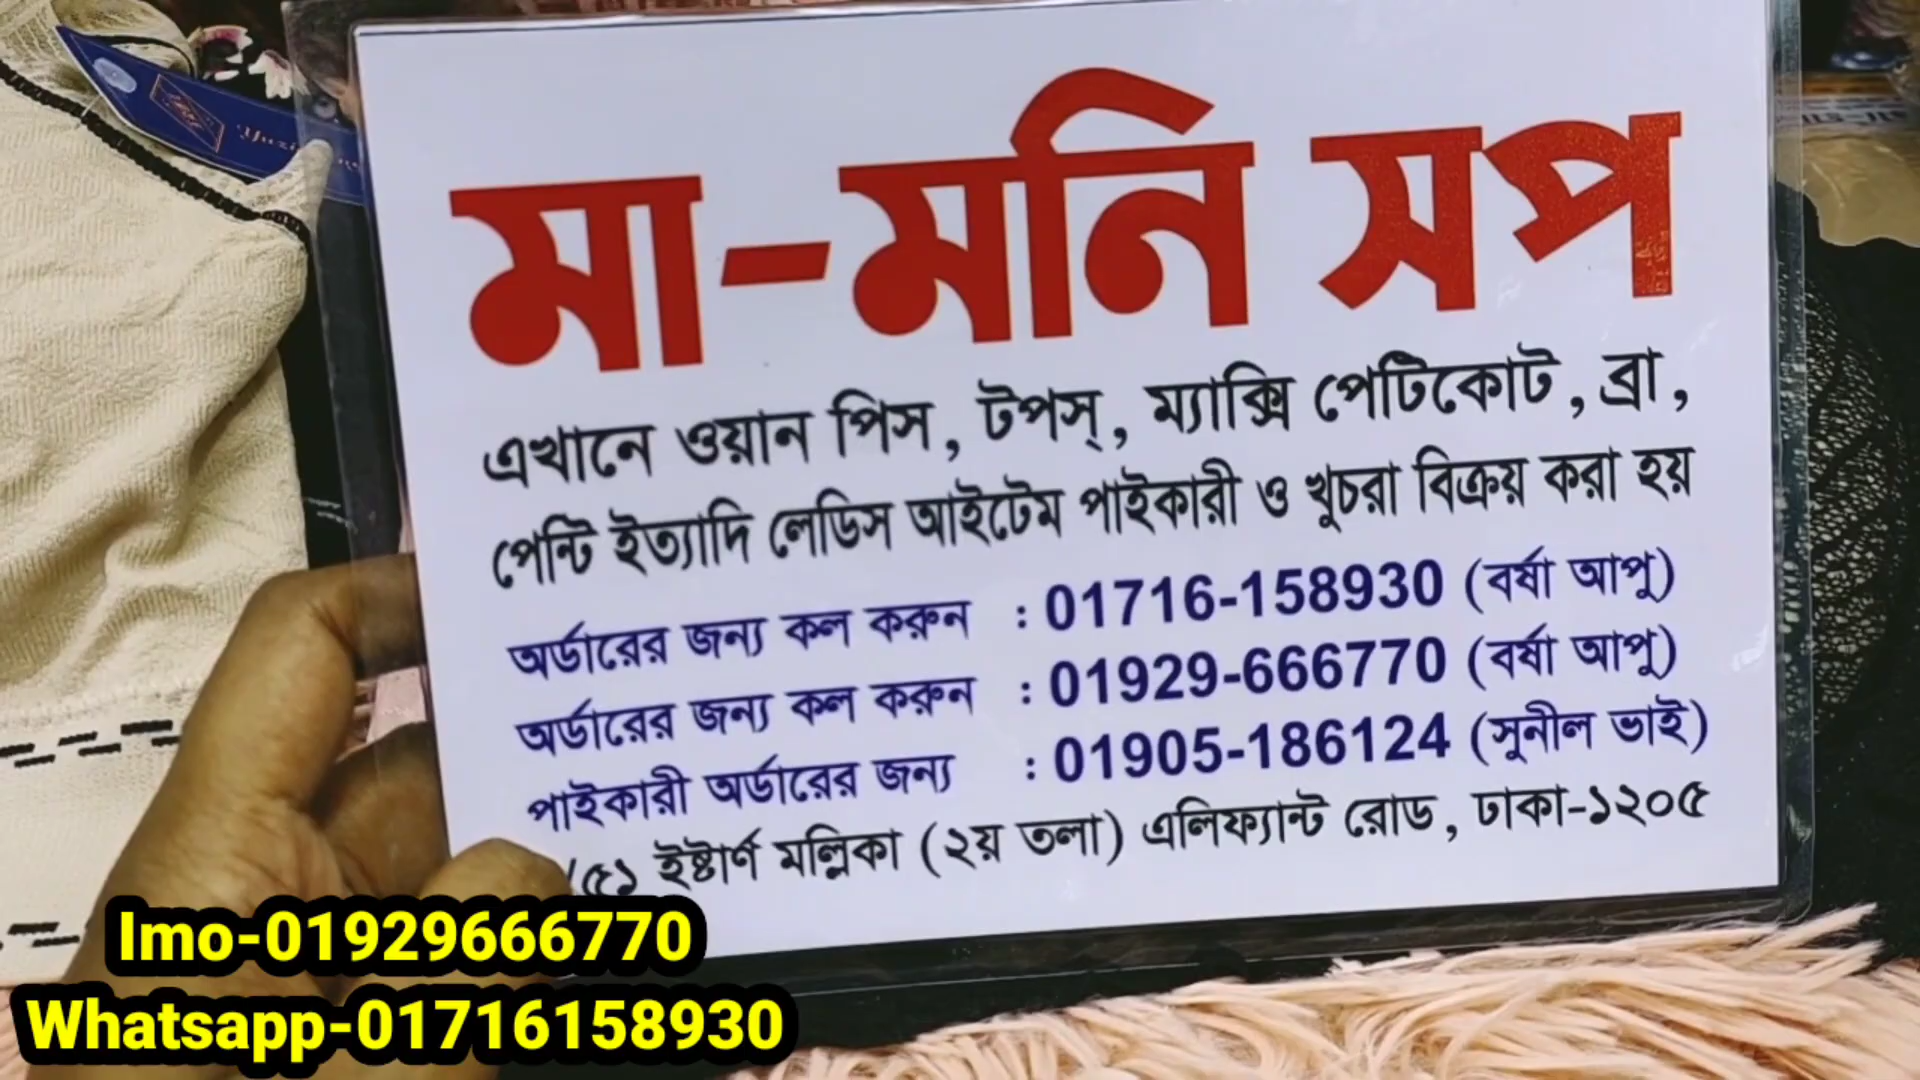 মা-মনি সপ
এখানে ওয়ান পিস, টপস্, ম্যাক্সি পেটিকোট, ব্রা,
পেন্টি ইত্যাদি লেডিস আইটেম পাইকারী ও খুচরা বিক্রয় করা হয়
অর্ডারের জন্য কল করুন : 01716-158930 (বর্ষা আপু)
অর্ডারের জন্য কল করুন : 01929-666770 (বর্ষা আপু)
পাইকারী অর্ডারের জন্য : 01905-186124 (সুনীল ভাই)
/৫১ ইষ্টার্ণ মল্লিকা (২য় তলা) এলিফ্যান্ট রোড, ঢাকা-১২০৫
Imo-01929666770
Whatsapp-01716158930